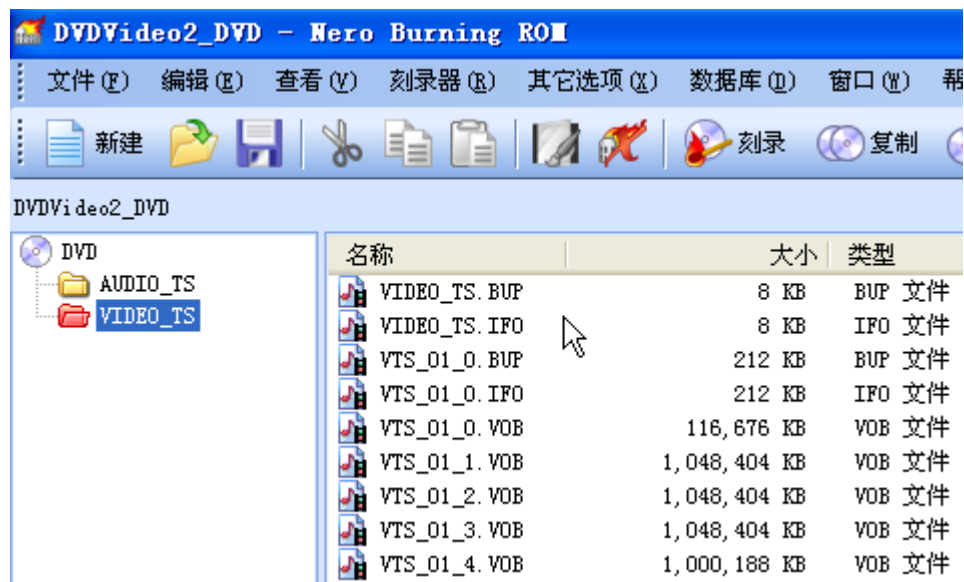 DVDVideo2_DVD - Nero Burning ROM
文件(F) 编辑(E) 查看(V) 刻录器(R) 其它选项(X) 数据库(D) 窗口(W) 帮
新建 刻录 复制
DVDVideo2_DVD
DVD
AUDIO_TS
VIDEO_TS
名称 大小 类型
VIDEO_TS.BUP 8 KB BUP 文件
VIDEO_TS.IFO 8 KB IFO 文件
VTS_01_0.BUP 212 KB BUP 文件
VTS_01_0.IFO 212 KB IFO 文件
VTS_01_0.VOB 116,676 KB VOB 文件
VTS_01_1.VOB 1,048,404 KB VOB 文件
VTS_01_2.VOB 1,048,404 KB VOB 文件
VTS_01_3.VOB 1,048,404 KB VOB 文件
VTS_01_4.VOB 1,000,188 KB VOB 文件